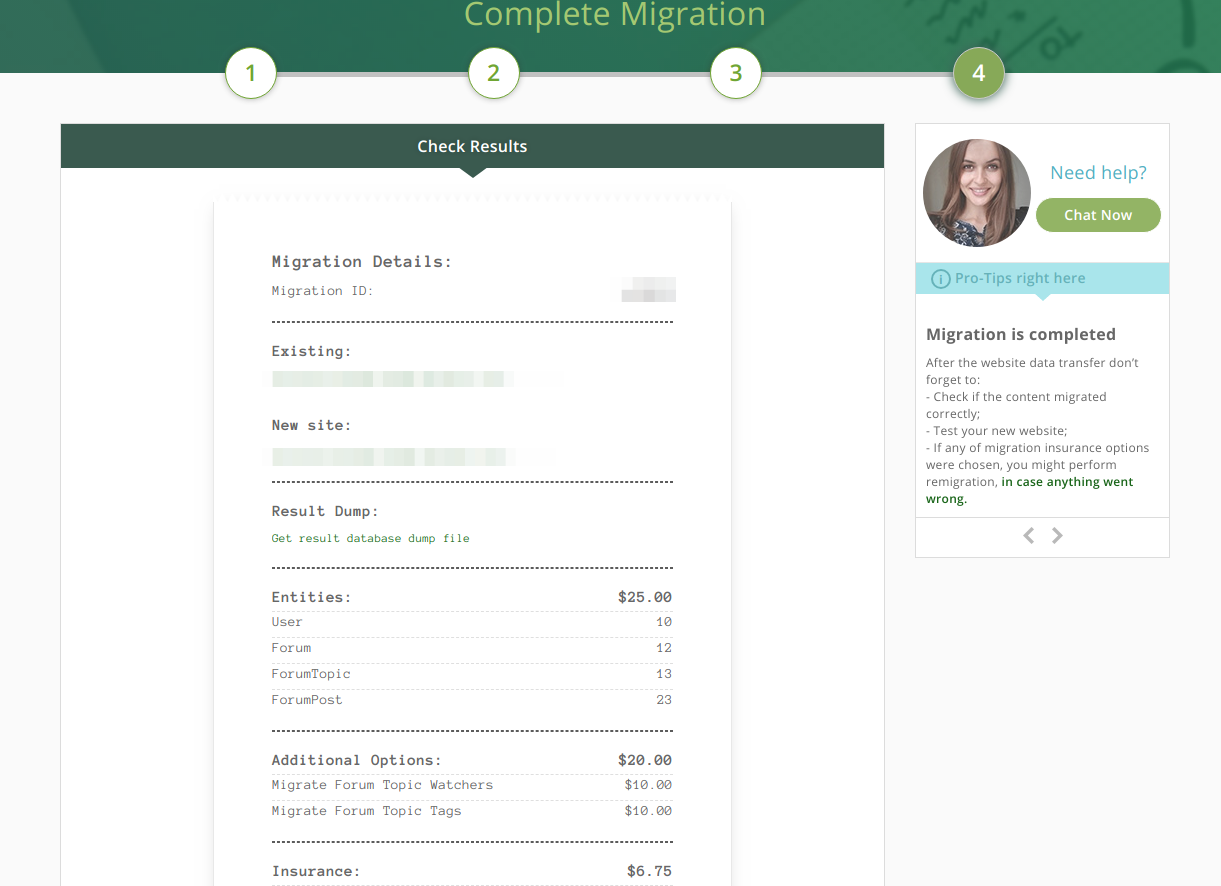 Complete Migration
1
2
3
4
Check Results
Migration Details:
Migration ID:
Existing:
New site:
Result Dump:
Get result database dump file
Entities: $25.00
User 10
Forum 12
ForumTopic 13
ForumPost 23
Additional Options: $20.00
Migrate Forum Topic Watchers $10.00
Migrate Forum Topic Tags $10.00
Insurance: $6.75
Need help?
Chat Now
Pro-Tips right here
Migration is completed
After the website data transfer don't
forget to:
- Check if the content migrated
correctly;
- Test your new website;
- If any of migration insurance options
were chosen, you might perform
remigration, in case anything went
wrong.